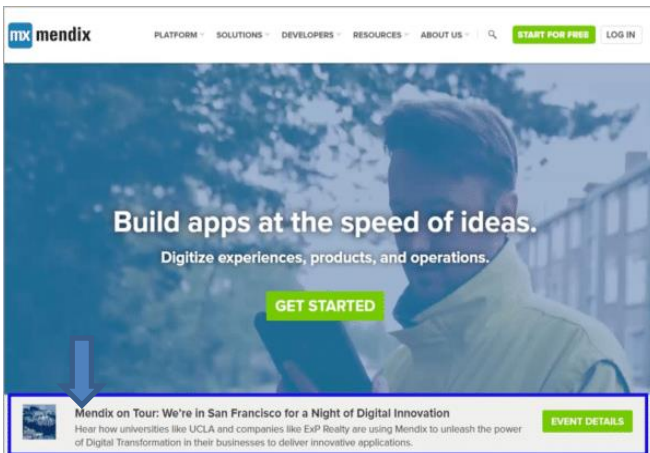 mx mendix
PLATFORM SOLUTIONS DEVELOPERS RESOURCES ABOUT US START FOR FREE LOG IN
Build apps at the speed of ideas.
Digitize experiences, products, and operations.
GET STARTED
Mendix on Tour: We're in San Francisco for a Night of Digital Innovation
Hear how universities like UCLA and companies like ExP Realty are using Mendix to unleash the power
of Digital Transformation in their businesses to deliver innovative applications.
EVENT DETAILS